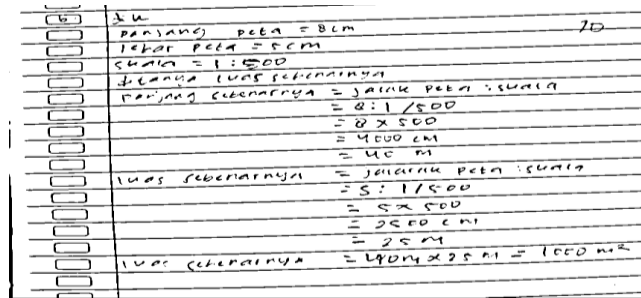 6 Dik
Panjang peta = 8 cm 20
lebar peta = 5 cm
skala = 1 : 500
ditanya luas sebenarnya
Panjang sebenarnya = jarak peta : skala
= 8 : 1 / 500
= 8 x 500
= 4000 cm
= 40 m
luas sebenarnya = jalarak peta : skala
= 5 : 1/500
= 5 x 500
= 2500 cm
= 25 m
luas sebenarnya = 40 m x 25 m = 1000 m²